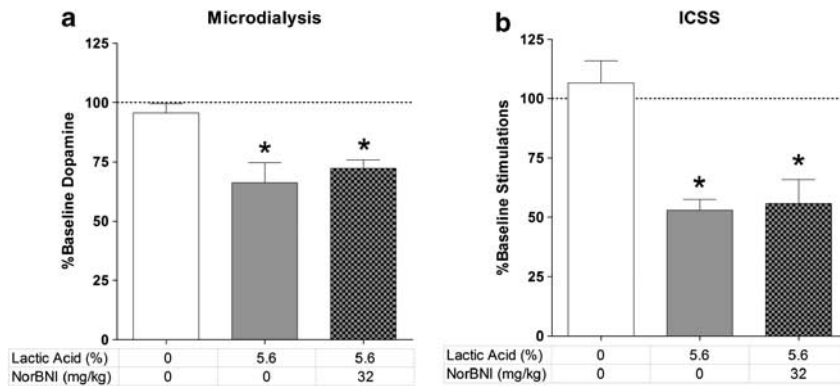 a
Microdialysis
125
100
75
50
25
0
%Baseline Dopamine
*
*
Lactic Acid (%) 0 5.6 5.6
NorBNI (mg/kg) 0 0 32
b
ICSS
125
100
75
50
25
0
%Baseline Stimulations
*
*
Lactic Acid (%) 0 5.6 5.6
NorBNI (mg/kg) 0 0 32